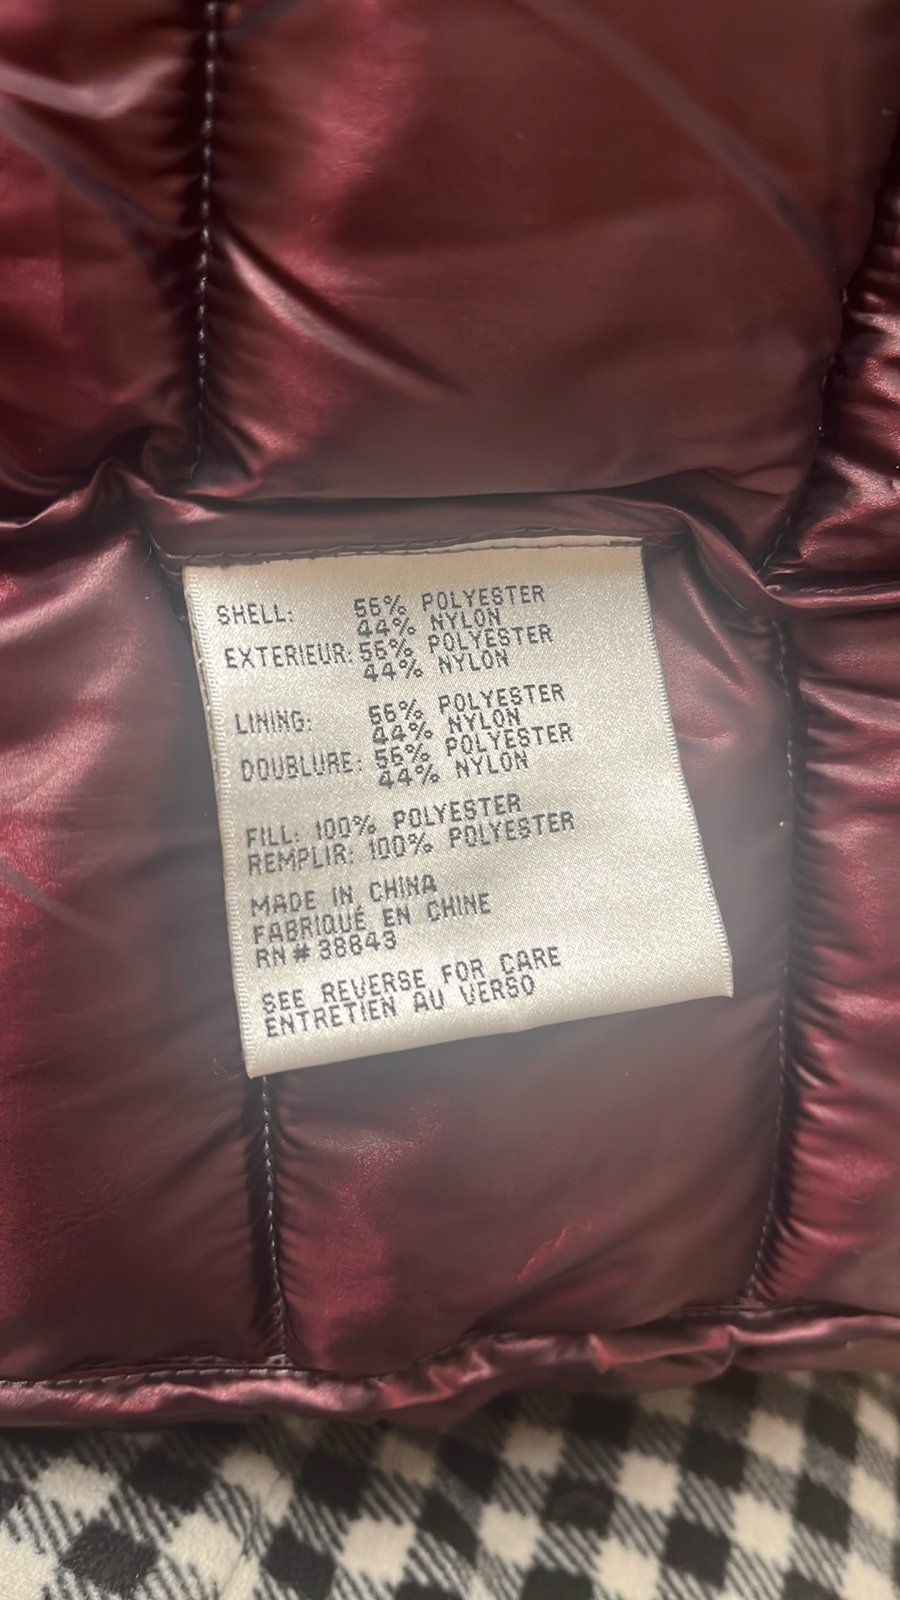 SHELL: 56% POLYESTER
44% NYLON
EXTERIEUR: 56% POLYESTER
44% NYLON
LINING: 56% POLYESTER
44% NYLON
DOUBLURE: 56% POLYESTER
44% NYLON
FILL: 100% POLYESTER
REMPLIR: 100% POLYESTER
MADE IN CHINA
FABRIQUÉ EN CHINE
RN# 38643
SEE REVERSE FOR CARE
ENTRETIEN AU VERSO